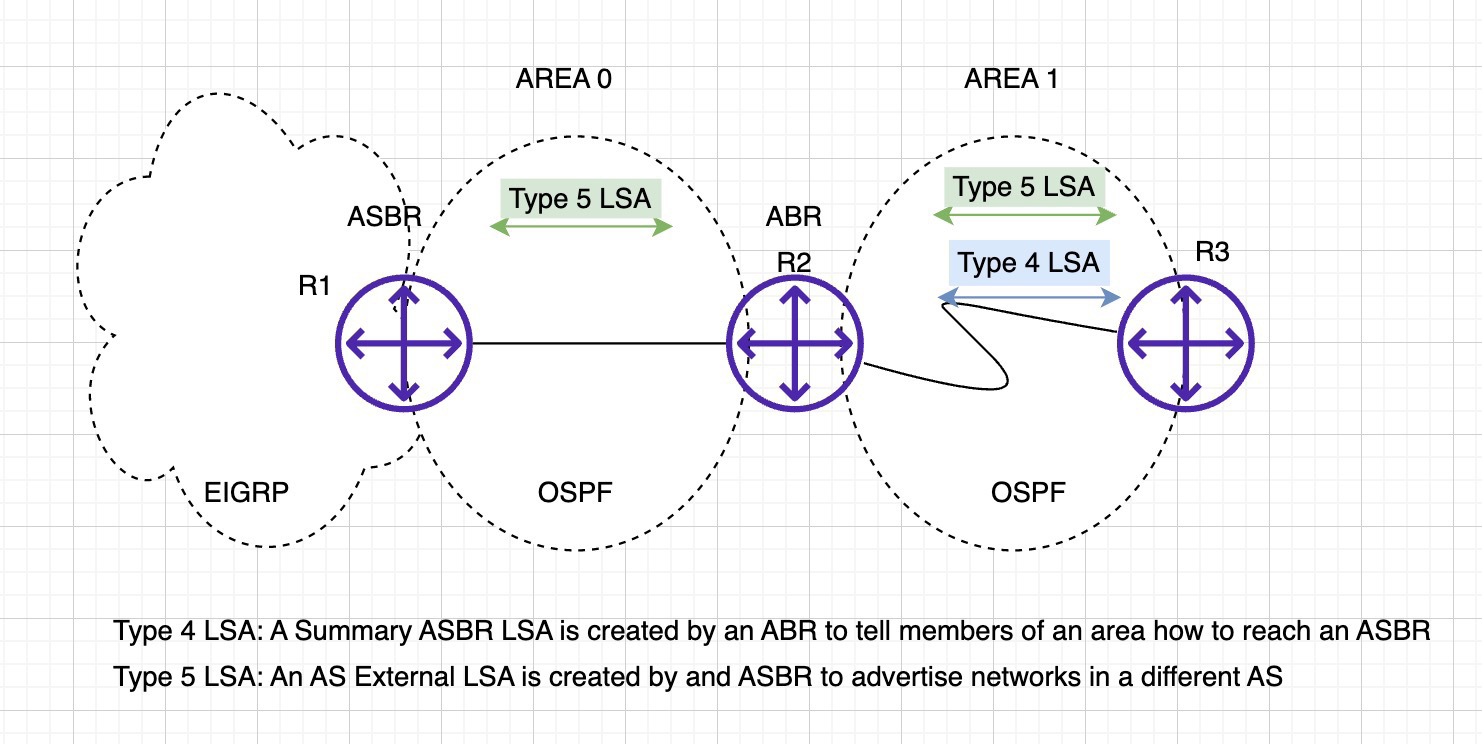 AREA 0
AREA 1
Type 5 LSA
Type 5 LSA
ASBR
ABR
Type 4 LSA
R1
R2
R3
EIGRP
OSPF
OSPF
Type 4 LSA: A Summary ASBR LSA is created by an ABR to tell members of an area how to reach an ASBR
Type 5 LSA: An AS External LSA is created by and ASBR to advertise networks in a different AS